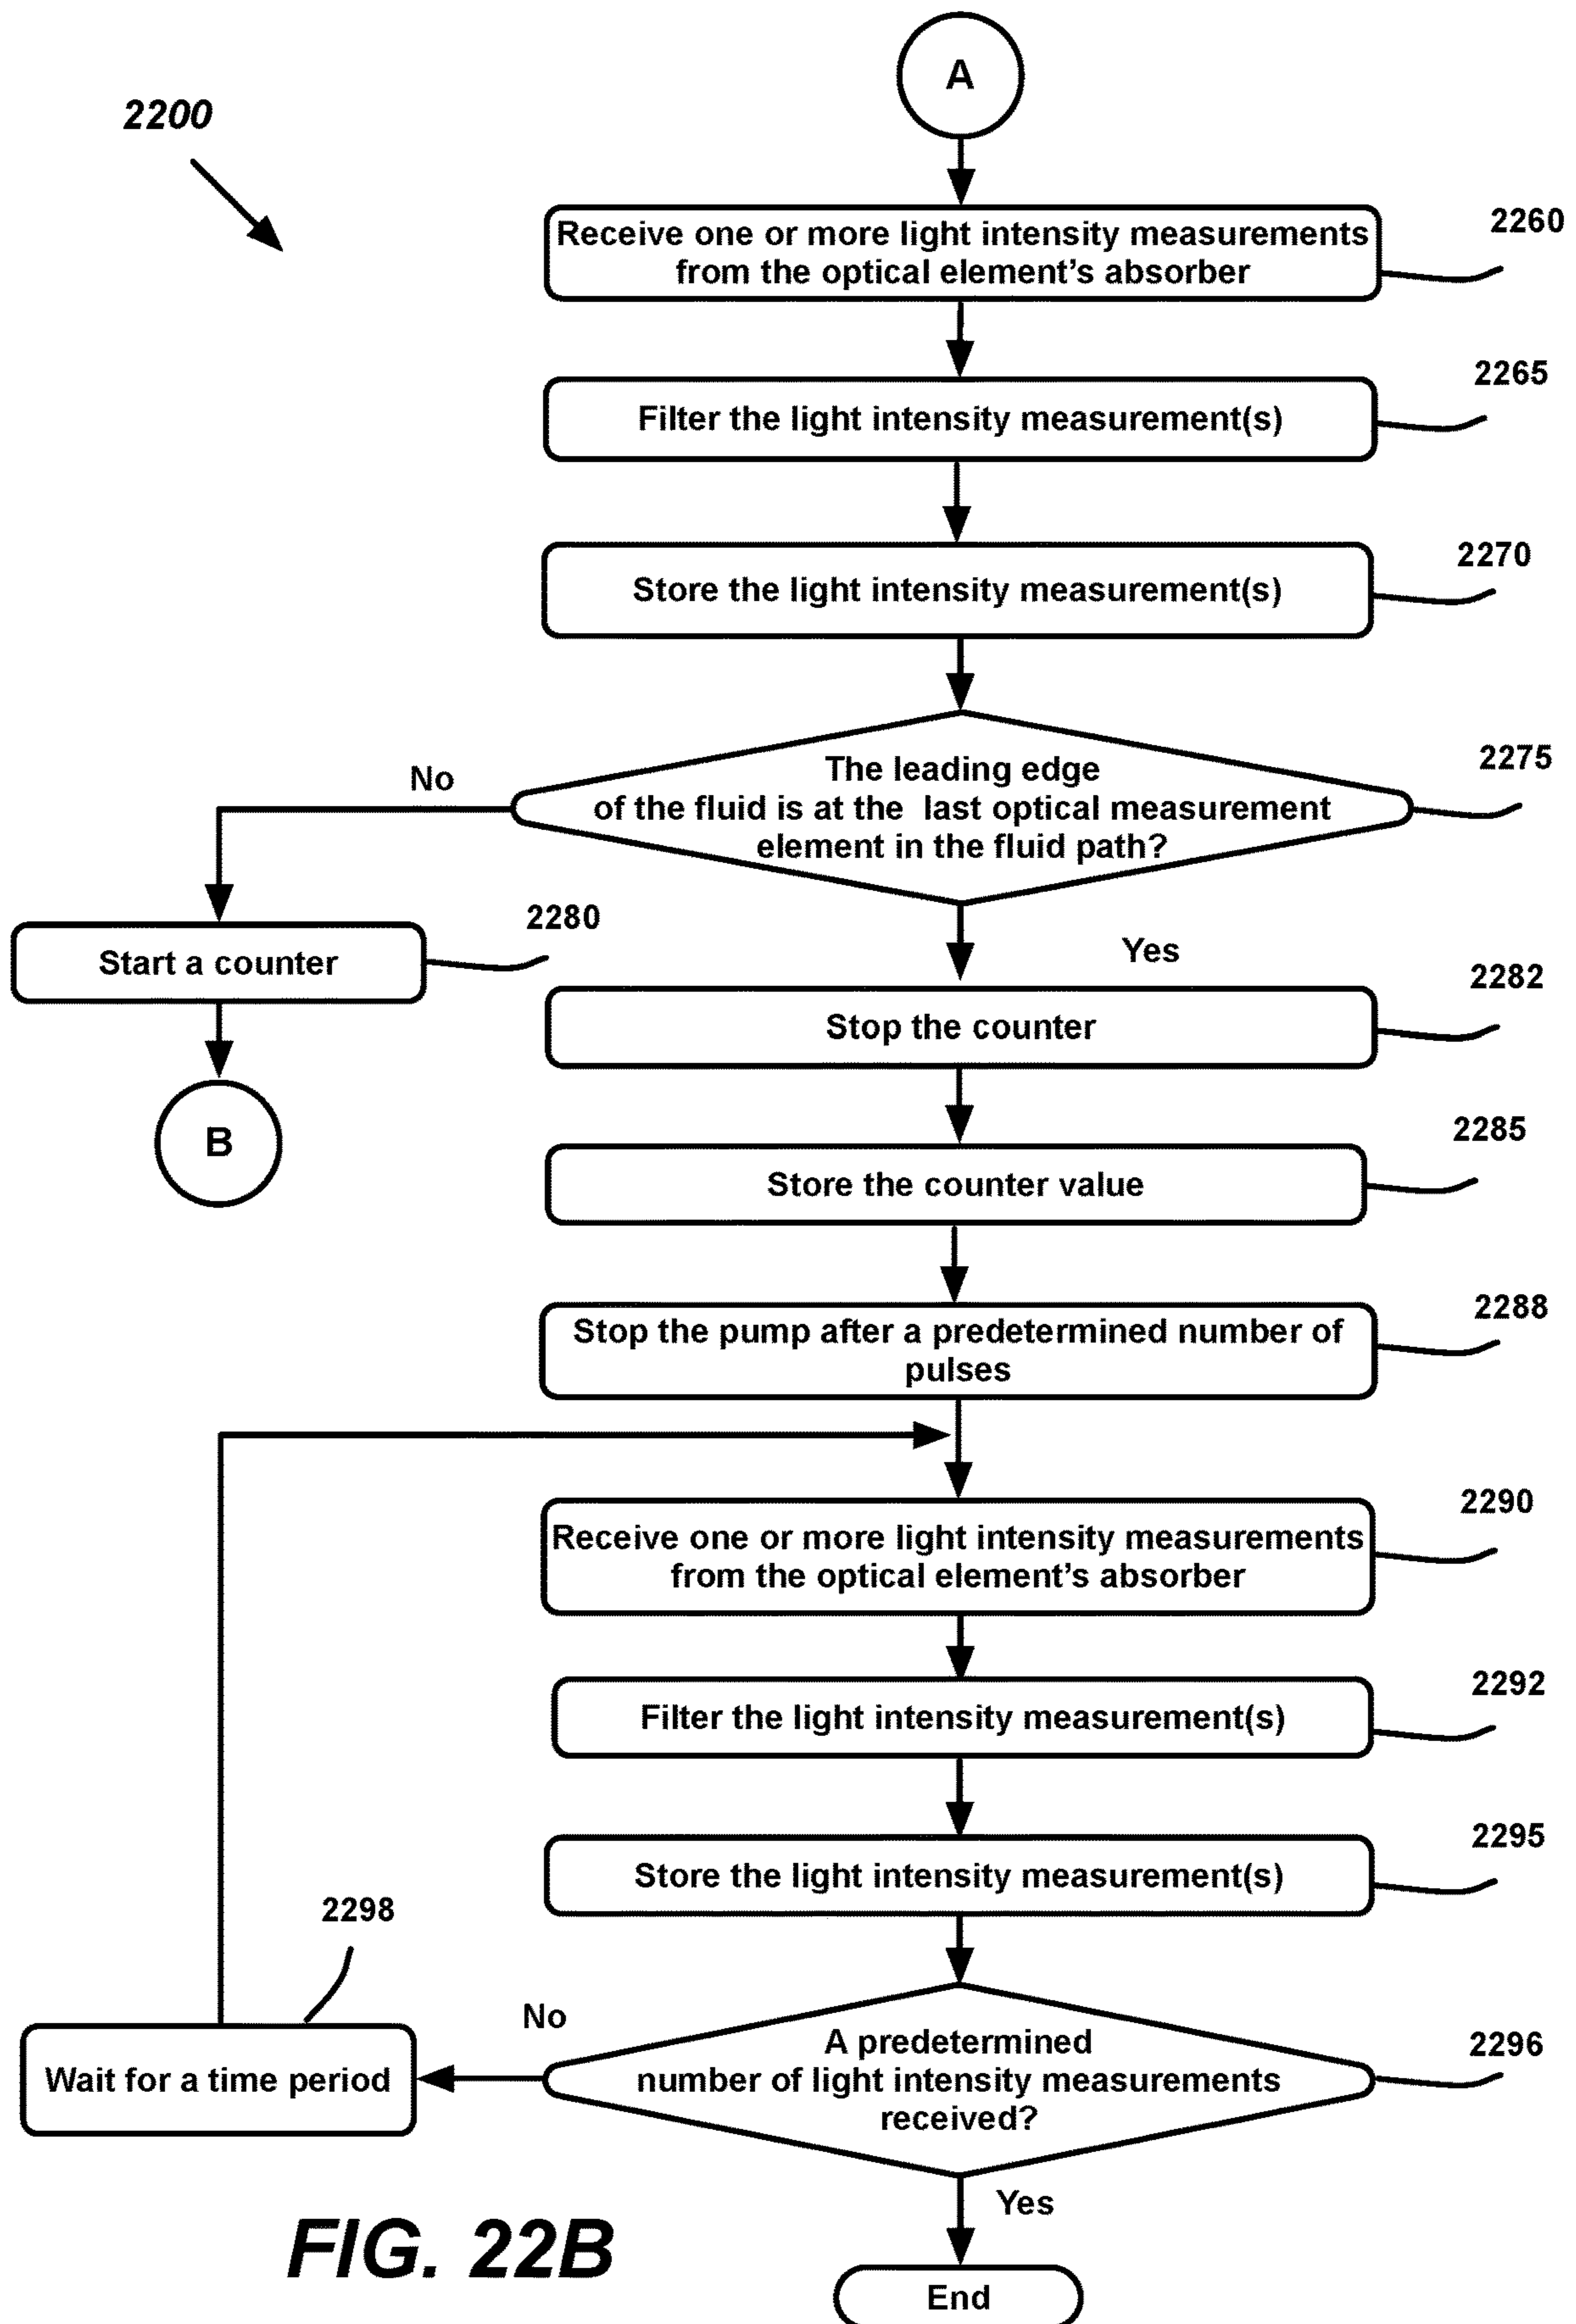 A
2200
Receive one or more light intensity measurements
from the optical element's absorber
2260
Filter the light intensity measurement(s)
2265
Store the light intensity measurement(s)
2270
The leading edge
of the fluid is at the last optical measurement
element in the fluid path?
2275
No
Start a counter
2280
B
Yes
Stop the counter
2282
Store the counter value
2285
Stop the pump after a predetermined number of
pulses
2288
Receive one or more light intensity measurements
from the optical element's absorber
2290
Filter the light intensity measurement(s)
2292
Store the light intensity measurement(s)
2295
A predetermined
number of light intensity measurements
received?
2296
No
Wait for a time period
2298
Yes
End
FIG. 22B